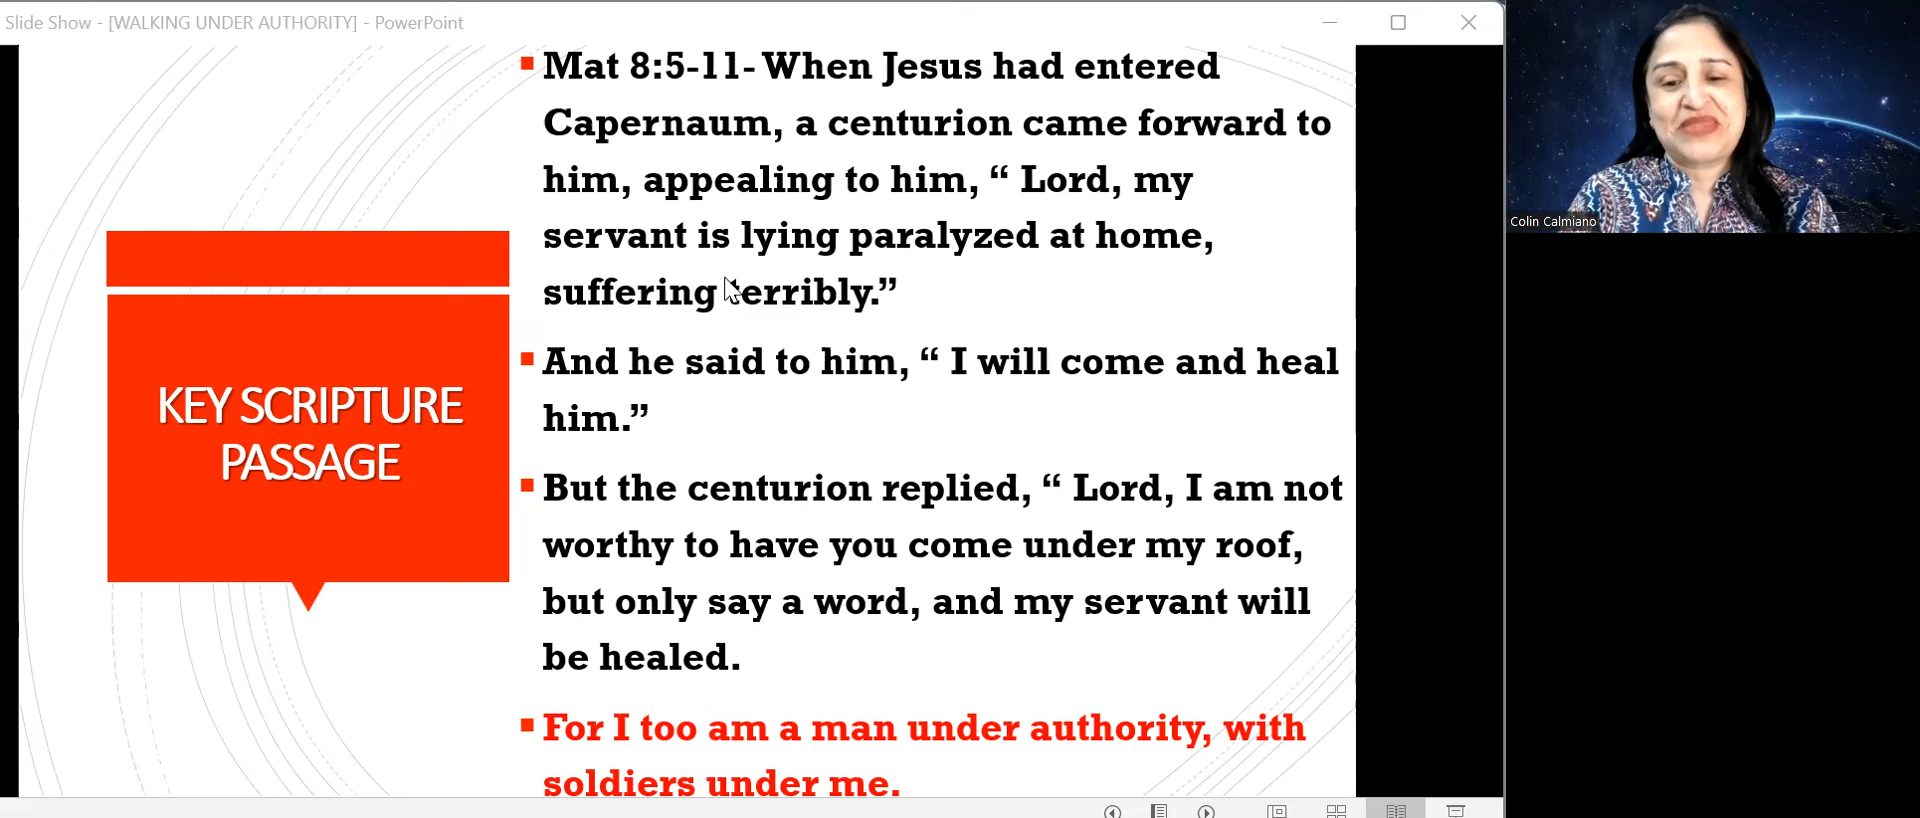 Slide Show - [WALKING UNDER AUTHORITY] - PowerPoint
KEY SCRIPTURE
PASSAGE
Mat 8:5-11- When Jesus had entered
Capernaum, a centurion came forward to
him, appealing to him, “ Lord, my
servant is lying paralyzed at home,
suffering terribly.”
And he said to him, “ I will come and heal
him.”
But the centurion replied, “ Lord, I am not
worthy to have you come under my roof,
but only say a word, and my servant will
be healed.
For I too am a man under authority, with
soldiers under me.
Colin Calmiano